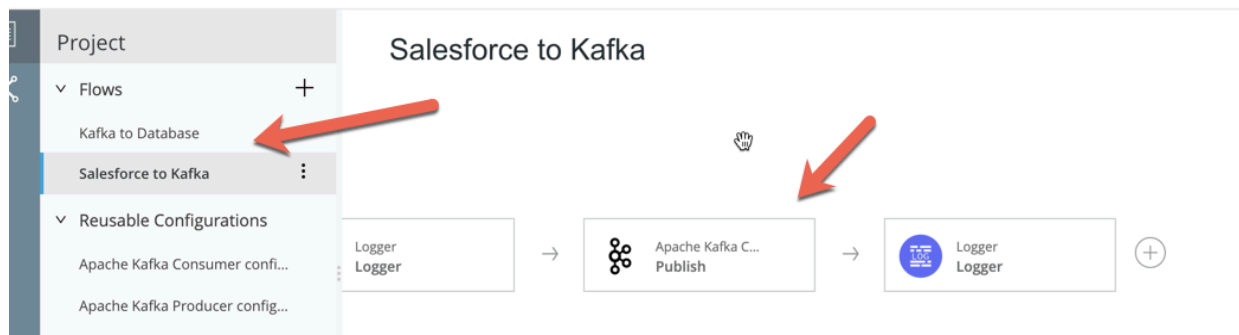 Project
Flows
Kafka to Database
Salesforce to Kafka
Reusable Configurations
Apache Kafka Consumer confi...
Apache Kafka Producer config...
Salesforce to Kafka
Logger
Logger
Apache Kafka C...
Publish
LOG
Logger
Logger